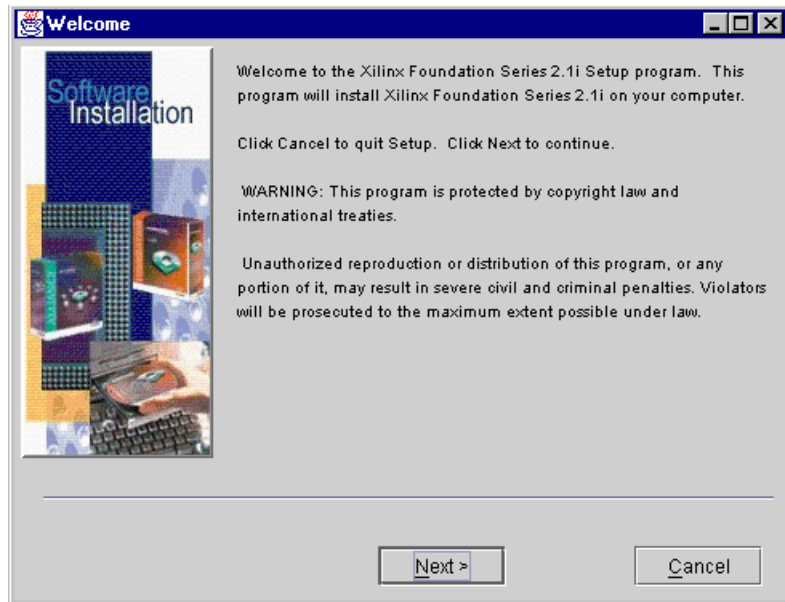 Welcome
Software
Installation
Welcome to the Xilinx Foundation Series 2.1i Setup program.  This
program will install Xilinx Foundation Series 2.1i on your computer.
Click Cancel to quit Setup.  Click Next to continue.
WARNING: This program is protected by copyright law and
international treaties.
Unauthorized reproduction or distribution of this program, or any
portion of it, may result in severe civil and criminal penalties. Violators
will be prosecuted to the maximum extent possible under law.
Next >
Cancel